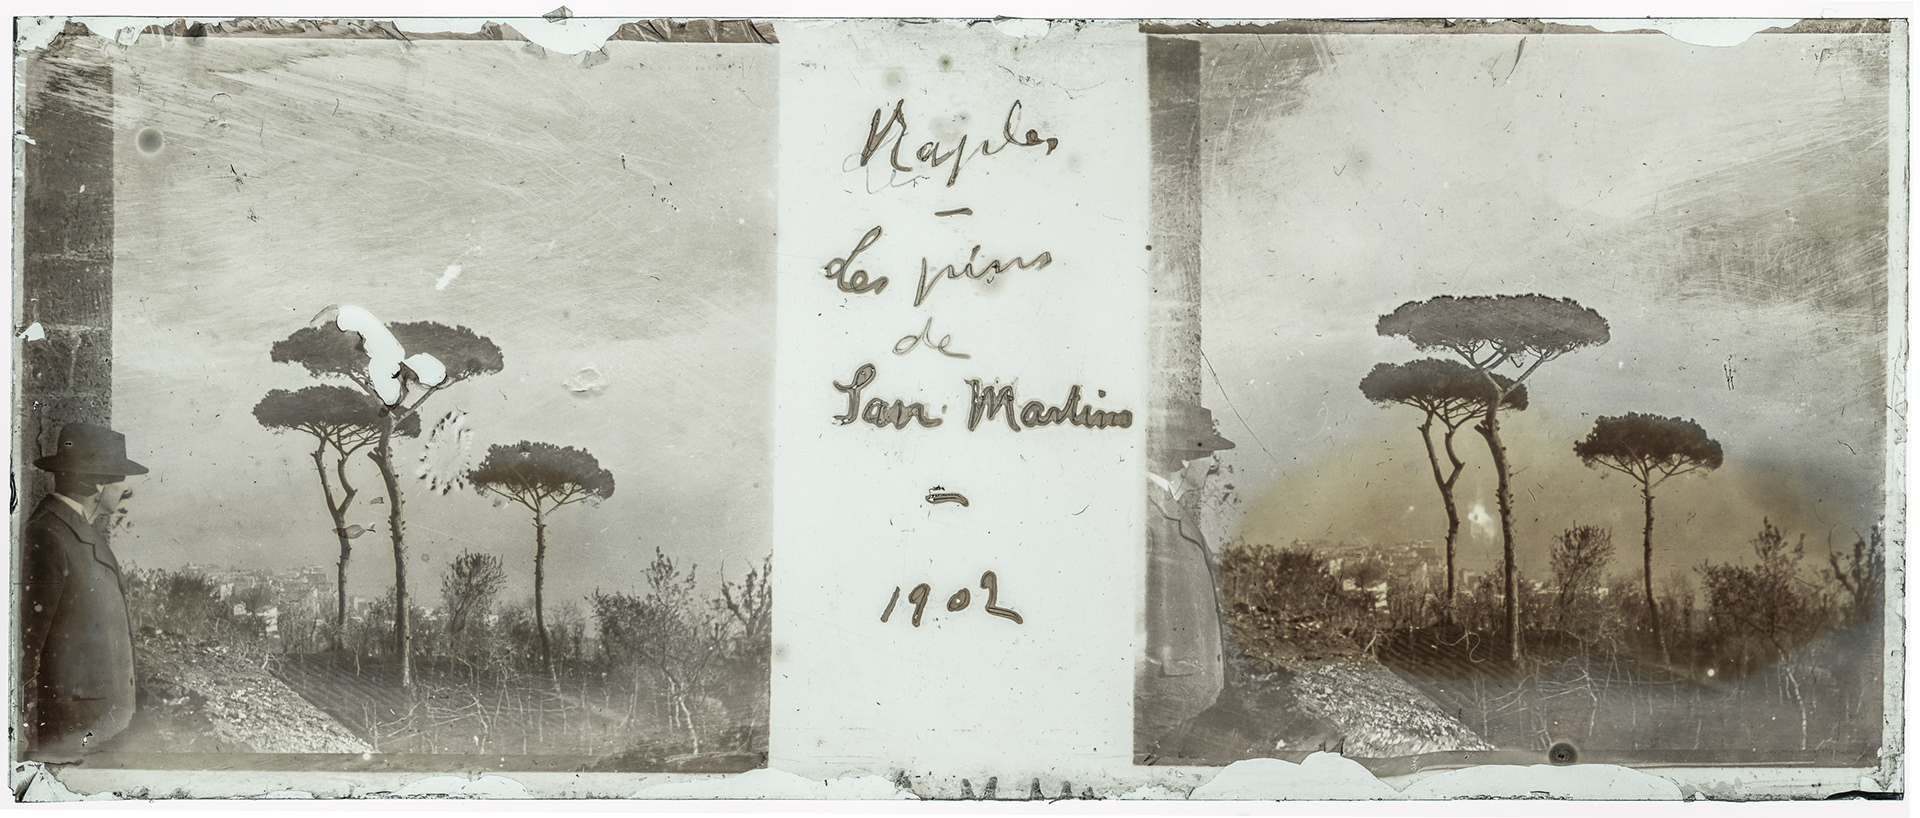 Naples
—
les pins
de
San Martino
—
1902